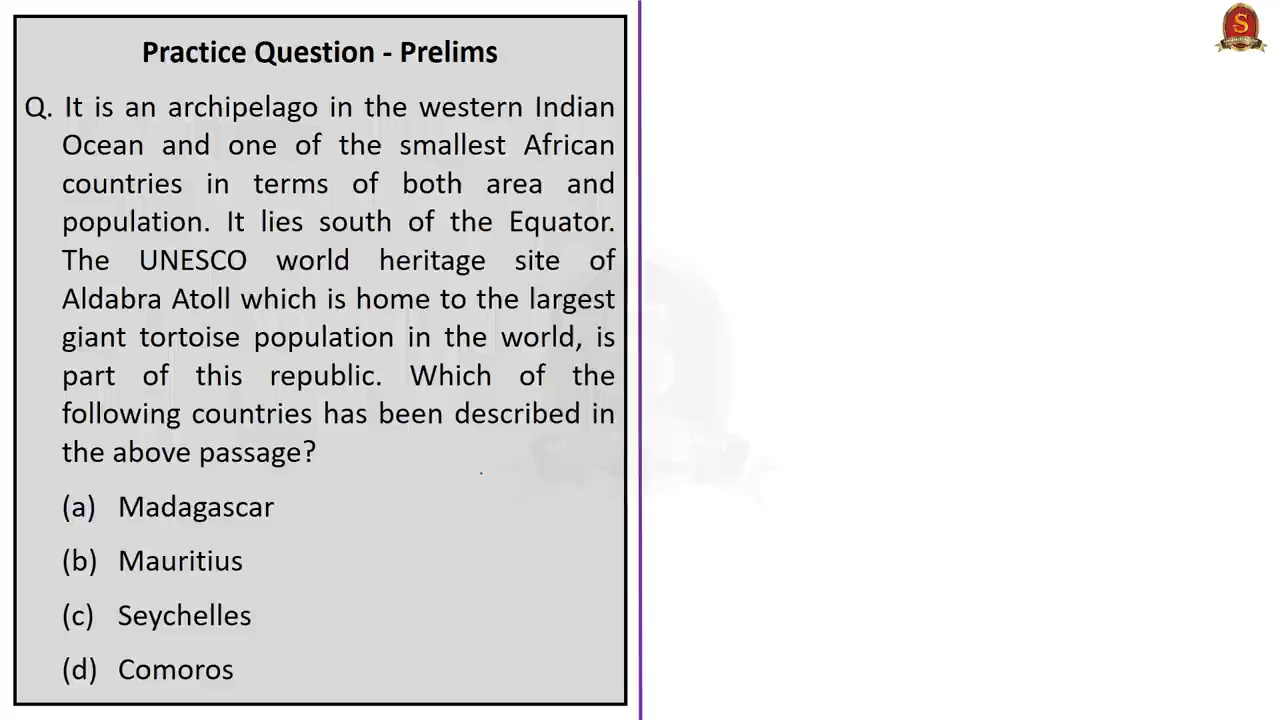 Practice Question - Prelims
Q. It is an archipelago in the western Indian
Ocean and one of the smallest African
countries in terms of both area and
population. It lies south of the Equator.
The UNESCO world heritage site of
Aldabra Atoll which is home to the largest
giant tortoise population in the world, is
part of this republic. Which of the
following countries has been described in
the above passage?
(a) Madagascar
(b) Mauritius
(c) Seychelles
(d) Comoros
S